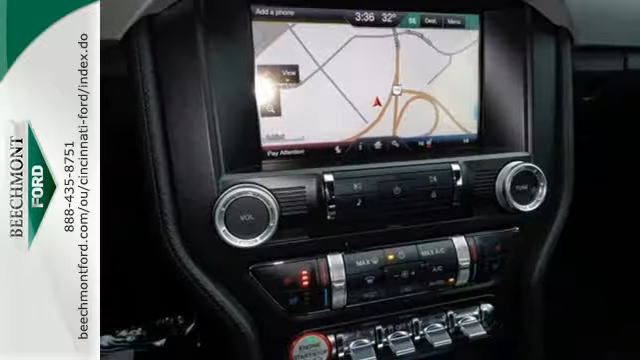 BEECHMONT
FORD
888-435-8751
beechmontford.com/ou/cincinnati-ford/index.do
Add a phone
3:36 32°
Dest.
Menu
View
Pay Attention
VOL
TUNE
MAX
MAX A/C
A/C
ENGINE